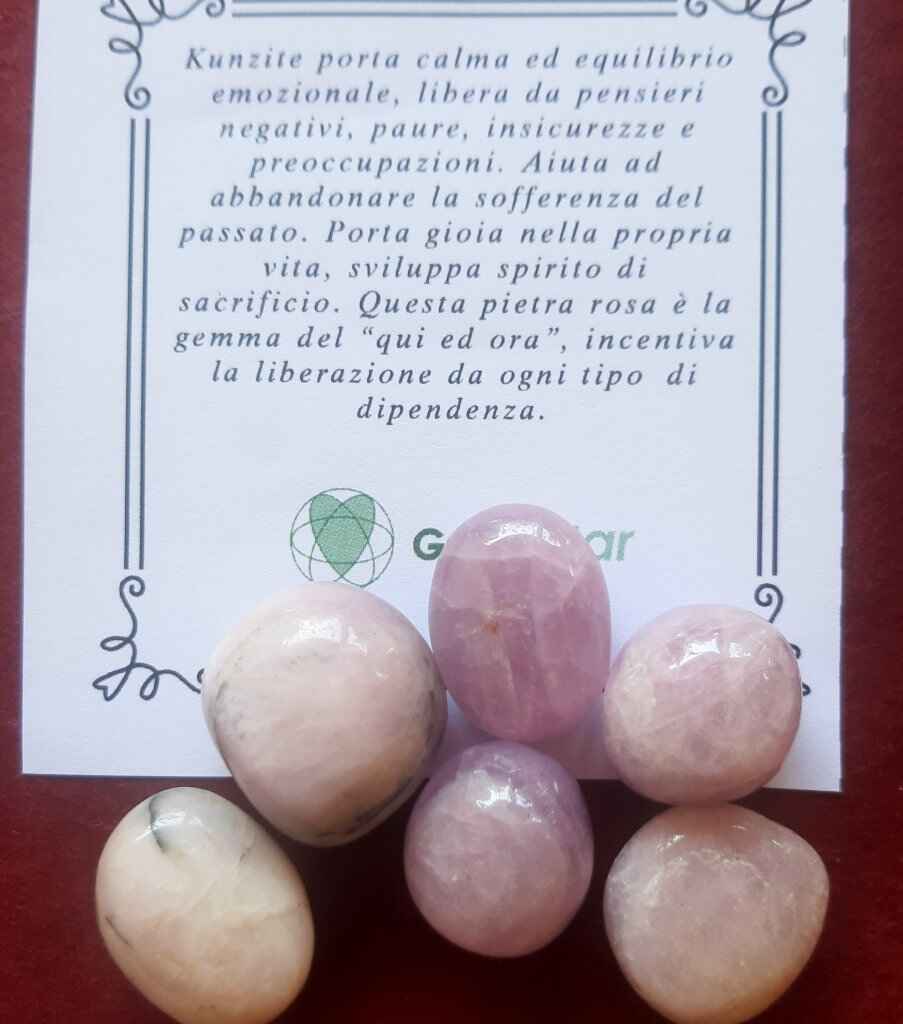 Kunzite porta calma ed equilibrio
emozionale, libera da pensieri
negativi, paure, insicurezze e
preoccupazioni. Aiuta ad
abbandonare la sofferenza del
passato. Porta gioia nella propria
vita, sviluppa spirito di
sacrificio. Questa pietra rosa è la
gemma del “qui ed ora”, incentiva
la liberazione da ogni tipo di
dipendenza.